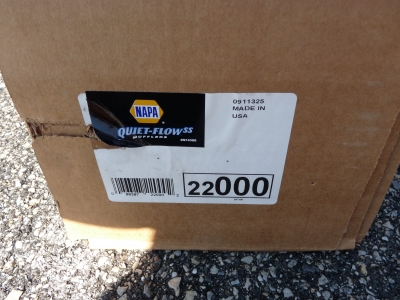 NAPA
QUIET-FLOW SS
MUFFLERS
0911325
MADE IN
USA
22000